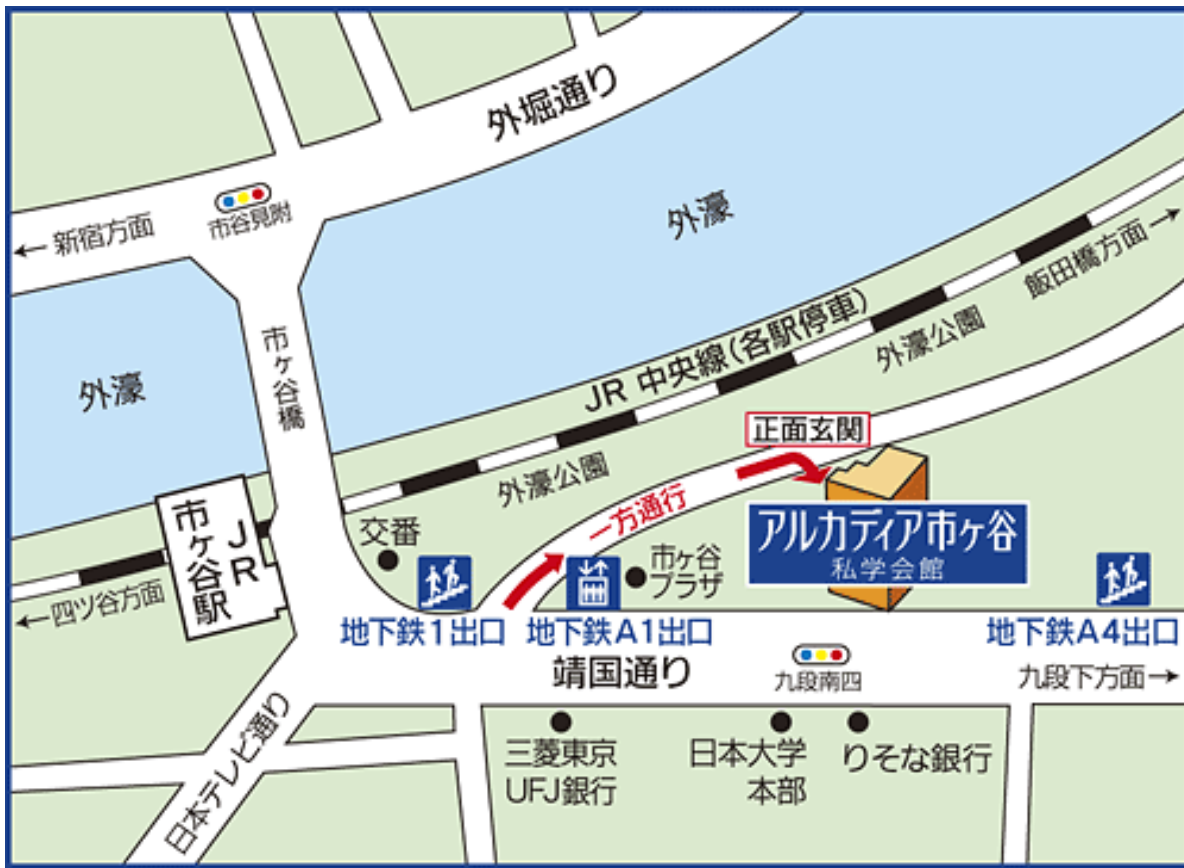 外堀通り
市谷見附
← 新宿方面
外濠
飯田橋方面 →
市ヶ谷橋
外濠
JR 中央線(各駅停車)
外濠公園
正面玄関
外濠公園
一方通行
JR
市ヶ谷駅
交番
市ヶ谷
プラザ
アルカディア市ヶ谷
私学会館
← 四ツ谷方面
地下鉄1出口
地下鉄A1出口
地下鉄A4出口
靖国通り
九段南四
九段下方面 →
日本テレビ通り
三菱東京
UFJ銀行
日本大学
本部
りそな銀行